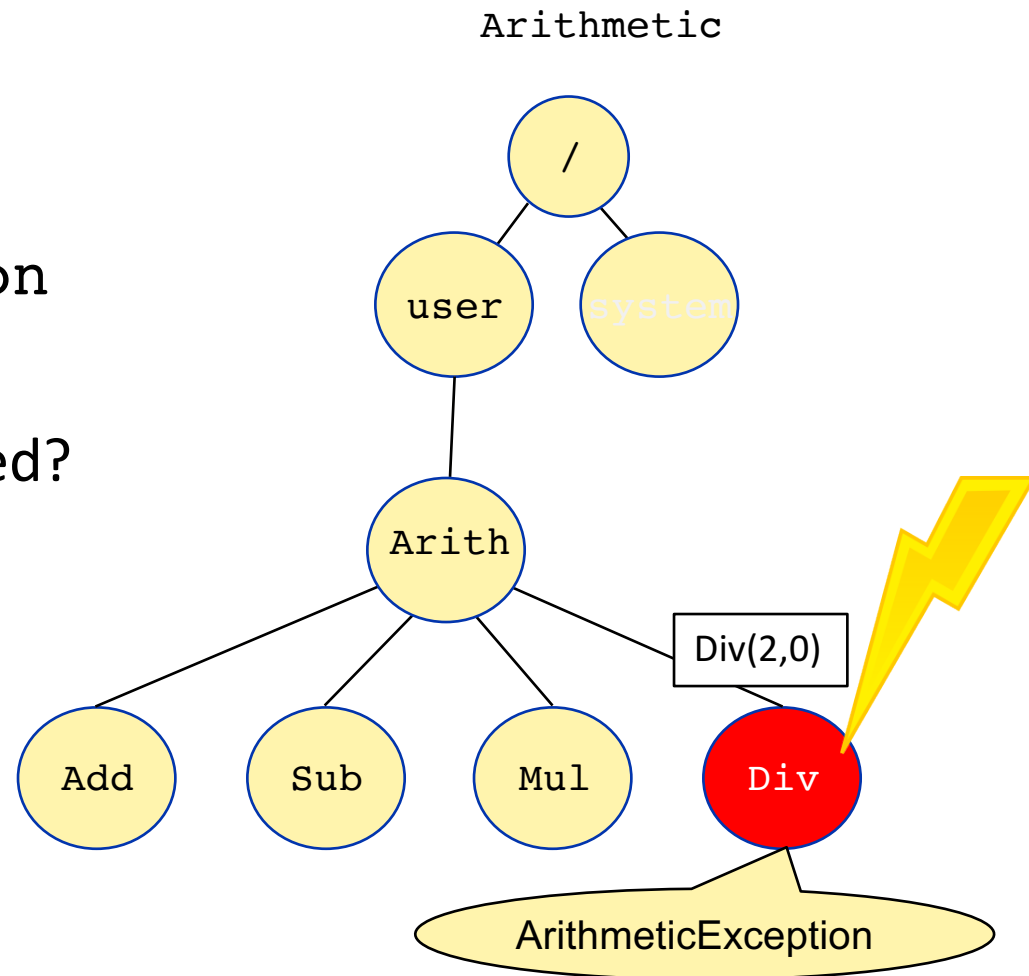 Arithmetic
/
on
user
system
ed?
Arith
Div(2,0)
Add
Sub
Mul
Div
ArithmeticException